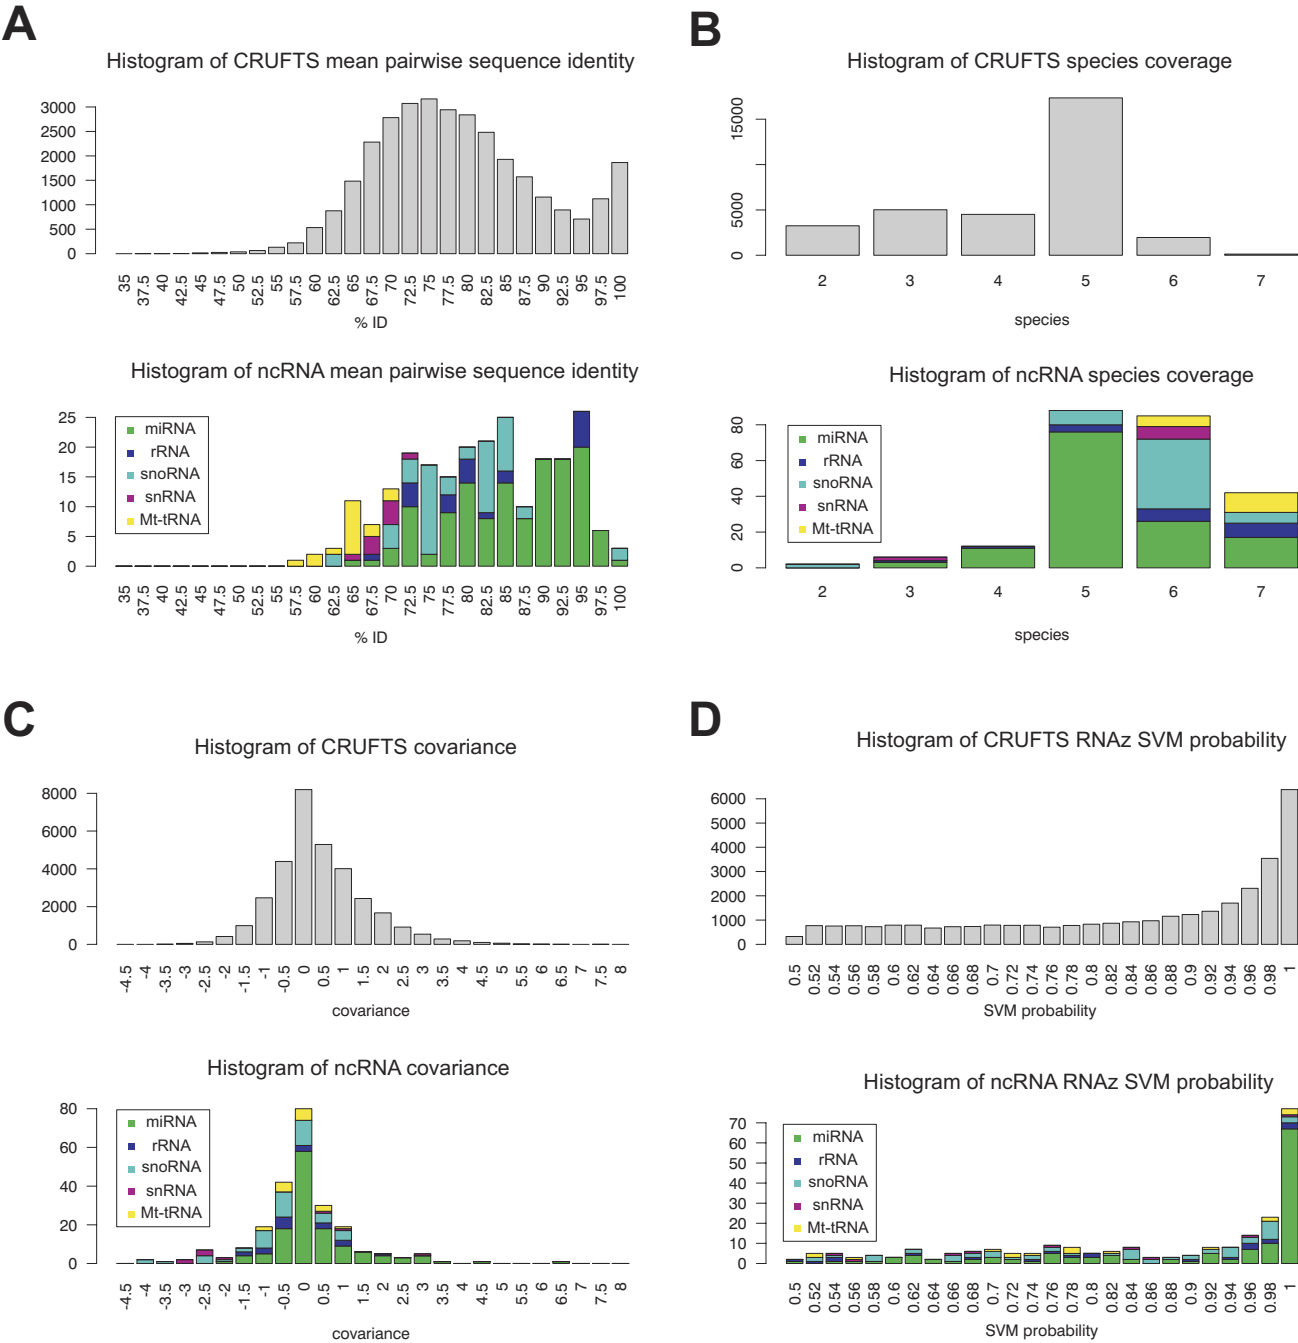 A
Histogram of CRUFTS mean pairwise sequence identity
3000
2500
2000
1500
1000
500
0
35 37.5 40 42.5 45 47.5 50 52.5 55 57.5 60 62.5 65 67.5 70 72.5 75 77.5 80 82.5 85 87.5 90 92.5 95 97.5 100
% ID
Histogram of ncRNA mean pairwise sequence identity
25
20
15
10
5
0
miRNA
rRNA
snoRNA
snRNA
Mt-tRNA
35 37.5 40 42.5 45 47.5 50 52.5 55 57.5 60 62.5 65 67.5 70 72.5 75 77.5 80 82.5 85 87.5 90 92.5 95 97.5 100
% ID
B
Histogram of CRUFTS species coverage
15000
5000
0
2 3 4 5 6 7
species
Histogram of ncRNA species coverage
80
60
40
20
0
miRNA
rRNA
snoRNA
snRNA
Mt-tRNA
2 3 4 5 6 7
species
C
Histogram of CRUFTS covariance
8000
6000
4000
2000
0
-4.5 -4 -3.5 -3 -2.5 -2 -1.5 -1 -0.5 0 0.5 1 1.5 2 2.5 3 3.5 4 4.5 5 5.5 6 6.5 7 7.5 8
covariance
Histogram of ncRNA covariance
80
60
40
20
0
miRNA
rRNA
snoRNA
snRNA
Mt-tRNA
-4.5 -4 -3.5 -3 -2.5 -2 -1.5 -1 -0.5 0 0.5 1 1.5 2 2.5 3 3.5 4 4.5 5 5.5 6 6.5 7 7.5 8
covariance
D
Histogram of CRUFTS RNAz SVM probability
6000
5000
4000
3000
2000
1000
0
0.5 0.52 0.54 0.56 0.58 0.6 0.62 0.64 0.66 0.68 0.7 0.72 0.74 0.76 0.78 0.8 0.82 0.84 0.86 0.88 0.9 0.92 0.94 0.96 0.98 1
SVM probability
Histogram of ncRNA RNAz SVM probability
70
60
50
40
30
20
10
0
miRNA
rRNA
snoRNA
snRNA
Mt-tRNA
0.5 0.52 0.54 0.56 0.58 0.6 0.62 0.64 0.66 0.68 0.7 0.72 0.74 0.76 0.78 0.8 0.82 0.84 0.86 0.88 0.9 0.92 0.94 0.96 0.98 1
SVM probability